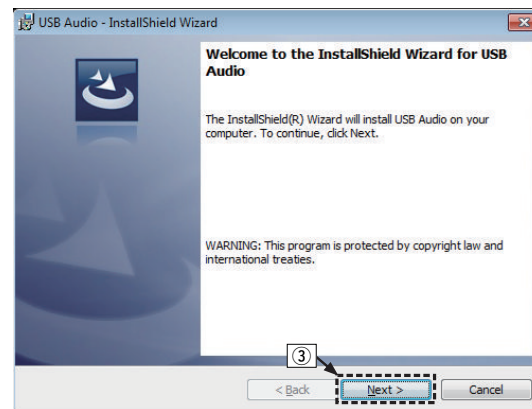 USB Audio - InstallShield Wizard
Welcome to the InstallShield Wizard for USB
Audio
The InstallShield(R) Wizard will install USB Audio on your
computer. To continue, click Next.
WARNING: This program is protected by copyright law and
international treaties.
③
< Back Next > Cancel